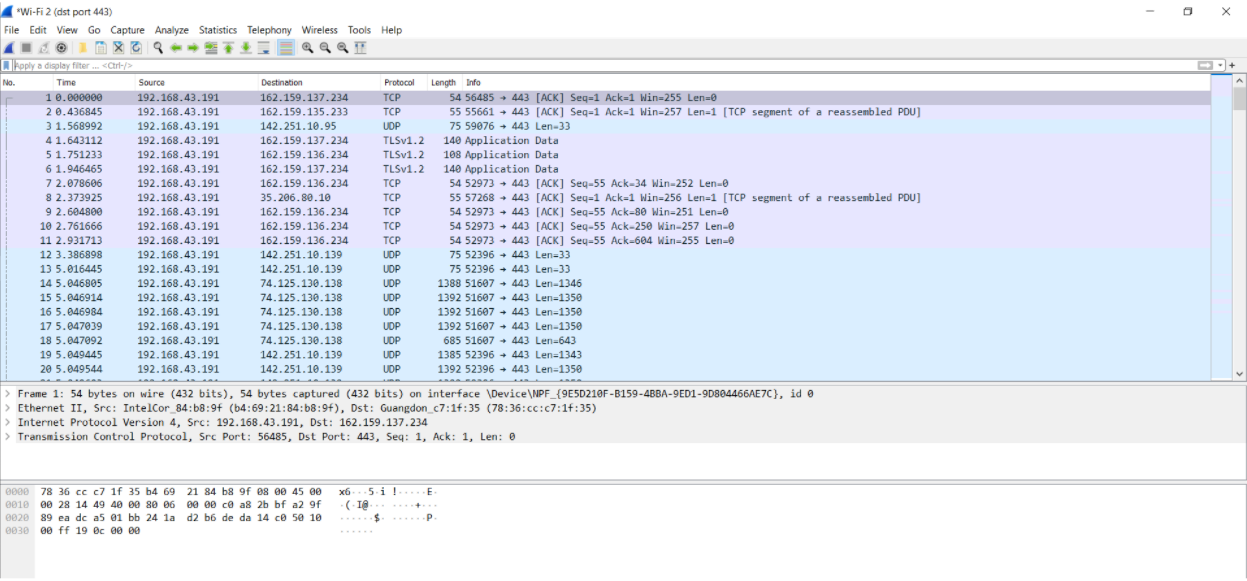 *Wi-Fi 2 (dst port 443)
File Edit View Go Capture Analyze Statistics Telephony Wireless Tools Help
Apply a display filter ... <Ctrl-/>
No. Time Source Destination Protocol Length Info
1 0.000000 192.168.43.191 162.159.137.234 TCP 54 56485 → 443 [ACK] Seq=1 Ack=1 Win=255 Len=0
2 0.436845 192.168.43.191 162.159.135.233 TCP 55 55661 → 443 [ACK] Seq=1 Ack=1 Win=257 Len=1 [TCP segment of a reassembled PDU]
3 1.568992 192.168.43.191 142.251.10.95 UDP 75 59076 → 443 Len=33
4 1.643112 192.168.43.191 162.159.137.234 TLSv1.2 140 Application Data
5 1.751233 192.168.43.191 162.159.136.234 TLSv1.2 108 Application Data
6 1.946465 192.168.43.191 162.159.137.234 TLSv1.2 140 Application Data
7 2.078606 192.168.43.191 162.159.136.234 TCP 54 52973 → 443 [ACK] Seq=55 Ack=34 Win=252 Len=0
8 2.373925 192.168.43.191 35.206.80.10 TCP 55 57268 → 443 [ACK] Seq=1 Ack=1 Win=256 Len=1 [TCP segment of a reassembled PDU]
9 2.604800 192.168.43.191 162.159.136.234 TCP 54 52973 → 443 [ACK] Seq=55 Ack=80 Win=251 Len=0
10 2.761666 192.168.43.191 162.159.136.234 TCP 54 52973 → 443 [ACK] Seq=55 Ack=250 Win=257 Len=0
11 2.931713 192.168.43.191 162.159.136.234 TCP 54 52973 → 443 [ACK] Seq=55 Ack=604 Win=255 Len=0
12 3.386898 192.168.43.191 142.251.10.139 UDP 75 52396 → 443 Len=33
13 5.016445 192.168.43.191 142.251.10.139 UDP 75 52396 → 443 Len=33
14 5.046805 192.168.43.191 74.125.130.138 UDP 1388 51607 → 443 Len=1346
15 5.046914 192.168.43.191 74.125.130.138 UDP 1392 51607 → 443 Len=1350
16 5.046984 192.168.43.191 74.125.130.138 UDP 1392 51607 → 443 Len=1350
17 5.047039 192.168.43.191 74.125.130.138 UDP 1392 51607 → 443 Len=1350
18 5.047092 192.168.43.191 74.125.130.138 UDP 685 51607 → 443 Len=643
19 5.049445 192.168.43.191 142.251.10.139 UDP 1385 52396 → 443 Len=1343
20 5.049544 192.168.43.191 142.251.10.139 UDP 1392 52396 → 443 Len=1350
> Frame 1: 54 bytes on wire (432 bits), 54 bytes captured (432 bits) on interface \Device\NPF_{9E5D210F-B159-4BBA-9ED1-9D804466AE7C}, id 0
> Ethernet II, Src: IntelCor_84:b8:9f (b4:69:21:84:b8:9f), Dst: Guangdon_c7:1f:35 (78:36:cc:c7:1f:35)
> Internet Protocol Version 4, Src: 192.168.43.191, Dst: 162.159.137.234
> Transmission Control Protocol, Src Port: 56485, Dst Port: 443, Seq: 1, Ack: 1, Len: 0
0000 78 36 cc c7 1f 35 b4 69 21 84 b8 9f 08 00 45 00 x6···5·i !·····E·
0010 00 28 14 49 40 00 80 06 00 00 c0 a8 2b bf a2 9f ·(·I@··· ····+···
0020 89 ea dc a5 01 bb 24 1a d2 b6 de da 14 c0 50 10 ······$· ······P·
0030 00 ff 19 0c 00 00 ······